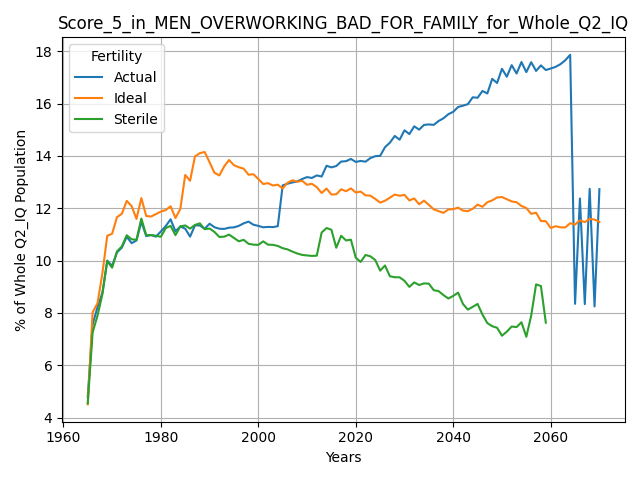 Score_5_in_MEN_OVERWORKING_BAD_FOR_FAMILY_for_Whole_Q2_IQ
% of Whole Q2_IQ Population
18
16
14
12
10
8
6
4
Fertility
Actual
Ideal
Sterile
1960
1980
2000
2020
2040
2060
Years